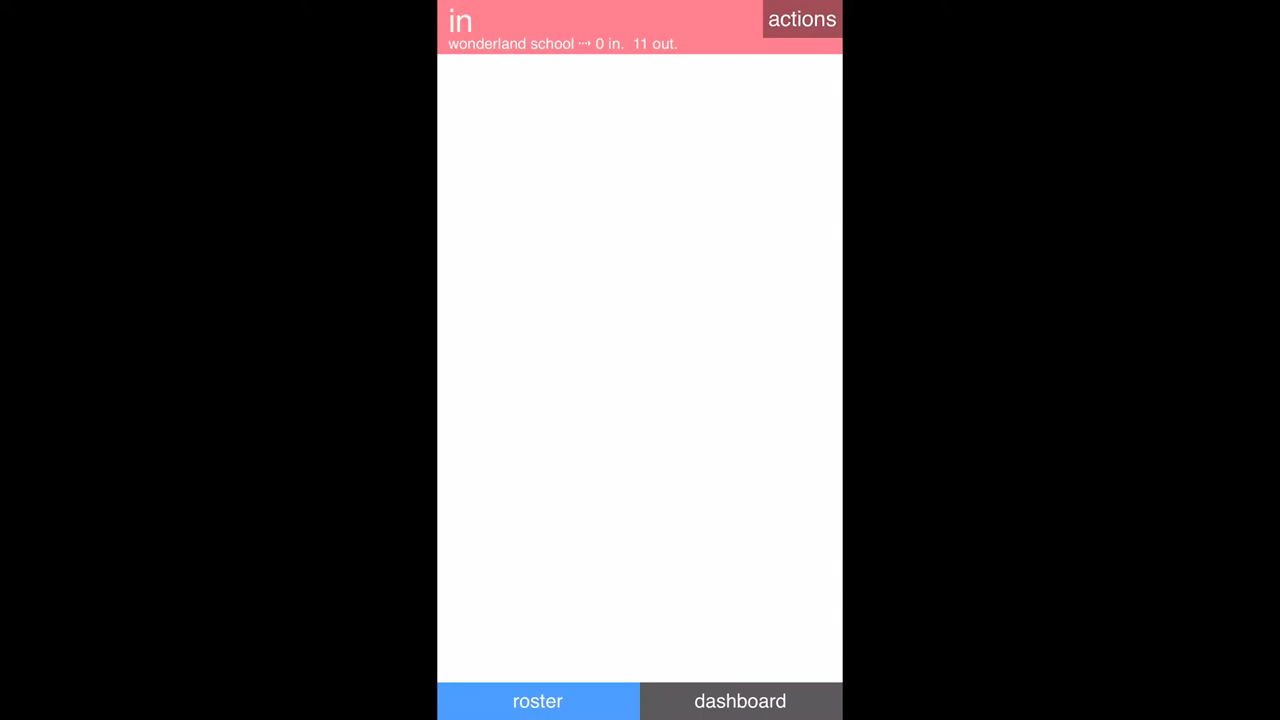 in
actions
wonderland school ⤑ 0 in.  11 out.
roster
dashboard